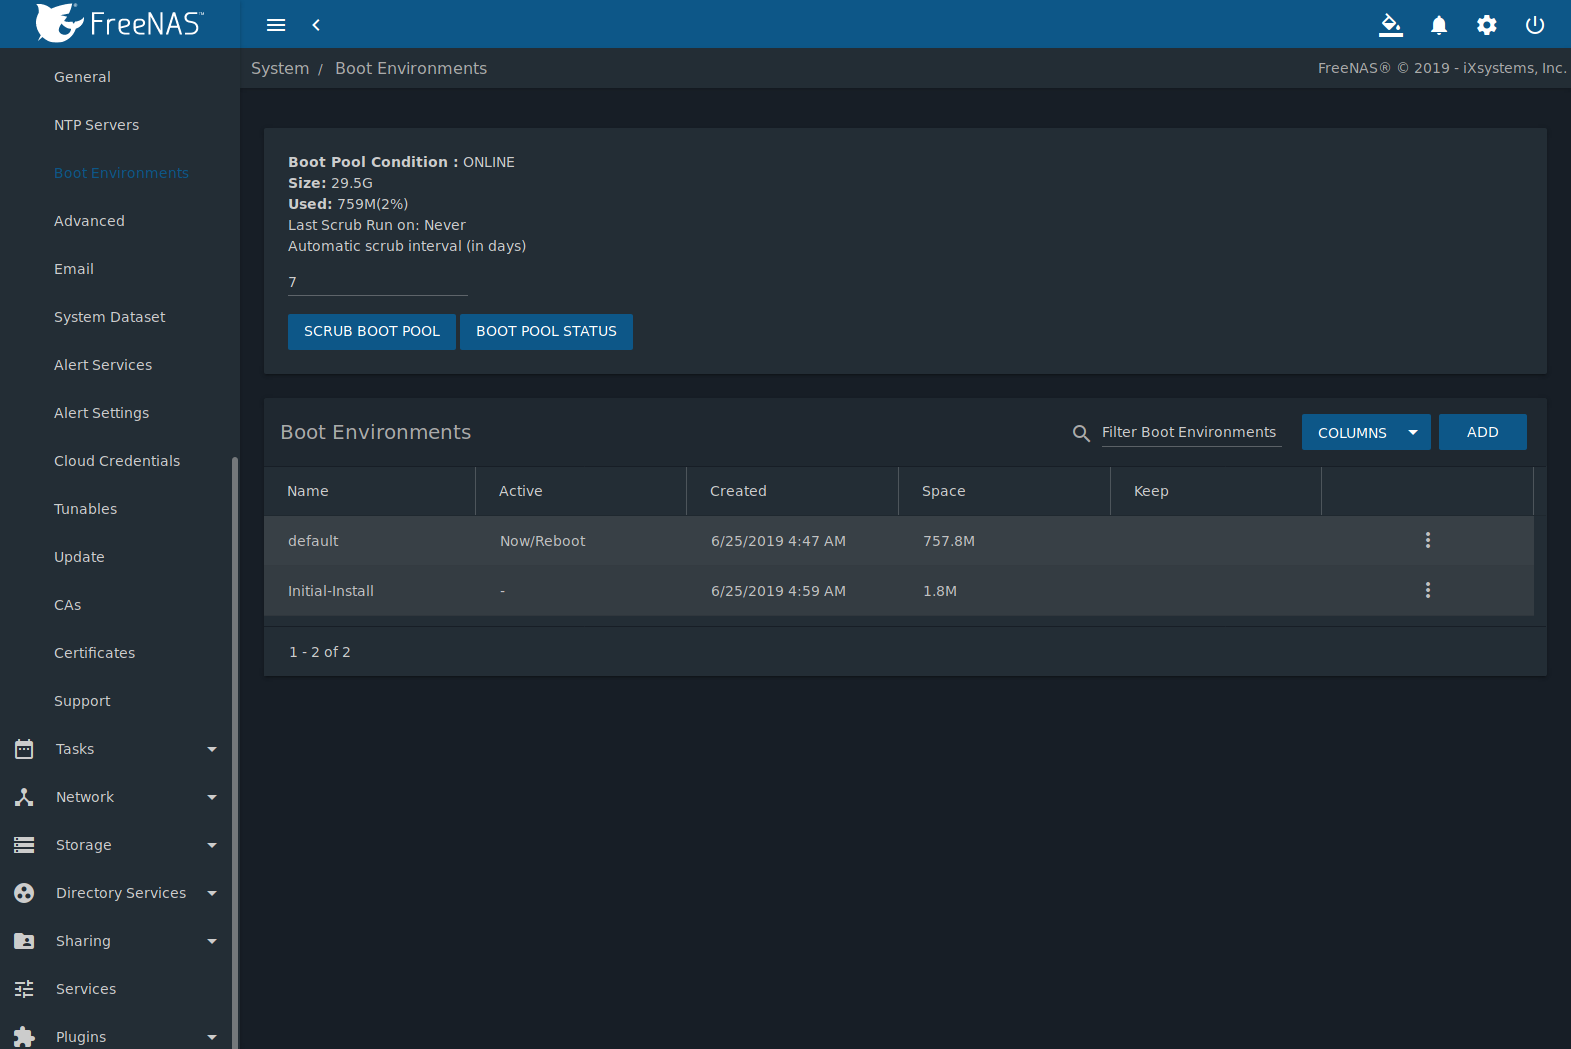 FreeNAS™
System / Boot Environments
FreeNAS® © 2019 - iXsystems, Inc.
General
NTP Servers
Boot Environments
Advanced
Email
System Dataset
Alert Services
Alert Settings
Cloud Credentials
Tunables
Update
CAs
Certificates
Support
Tasks
Network
Storage
Directory Services
Sharing
Services
Plugins
Boot Pool Condition : ONLINE
Size: 29.5G
Used: 759M(2%)
Last Scrub Run on: Never
Automatic scrub interval (in days)
7
SCRUB BOOT POOL BOOT POOL STATUS
Boot Environments Filter Boot Environments COLUMNS ADD
Name Active Created Space Keep
default Now/Reboot 6/25/2019 4:47 AM 757.8M
Initial-Install - 6/25/2019 4:59 AM 1.8M
1 - 2 of 2